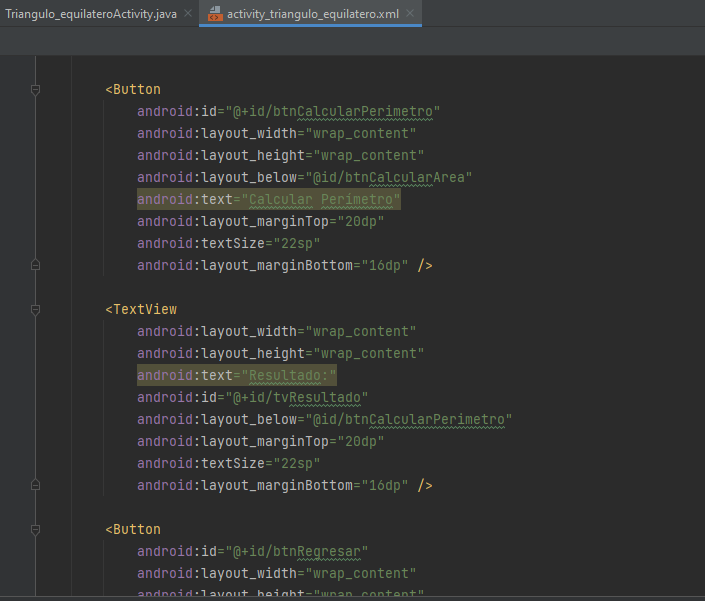 Triangulo_equilateroActivity.java
activity_triangulo_equilatero.xml
<Button
android:id="@+id/btnCalcularPerimetro"
android:layout_width="wrap_content"
android:layout_height="wrap_content"
android:layout_below="@id/btnCalcularArea"
android:text="Calcular Perimetro"
android:layout_marginTop="20dp"
android:textSize="22sp"
android:layout_marginBottom="16dp" />
<TextView
android:layout_width="wrap_content"
android:layout_height="wrap_content"
android:text="Resultado:"
android:id="@+id/tvResultado"
android:layout_below="@id/btnCalcularPerimetro"
android:layout_marginTop="20dp"
android:textSize="22sp"
android:layout_marginBottom="16dp" />
<Button
android:id="@+id/btnRegresar"
android:layout_width="wrap_content"
android:layout_height="wrap_content"